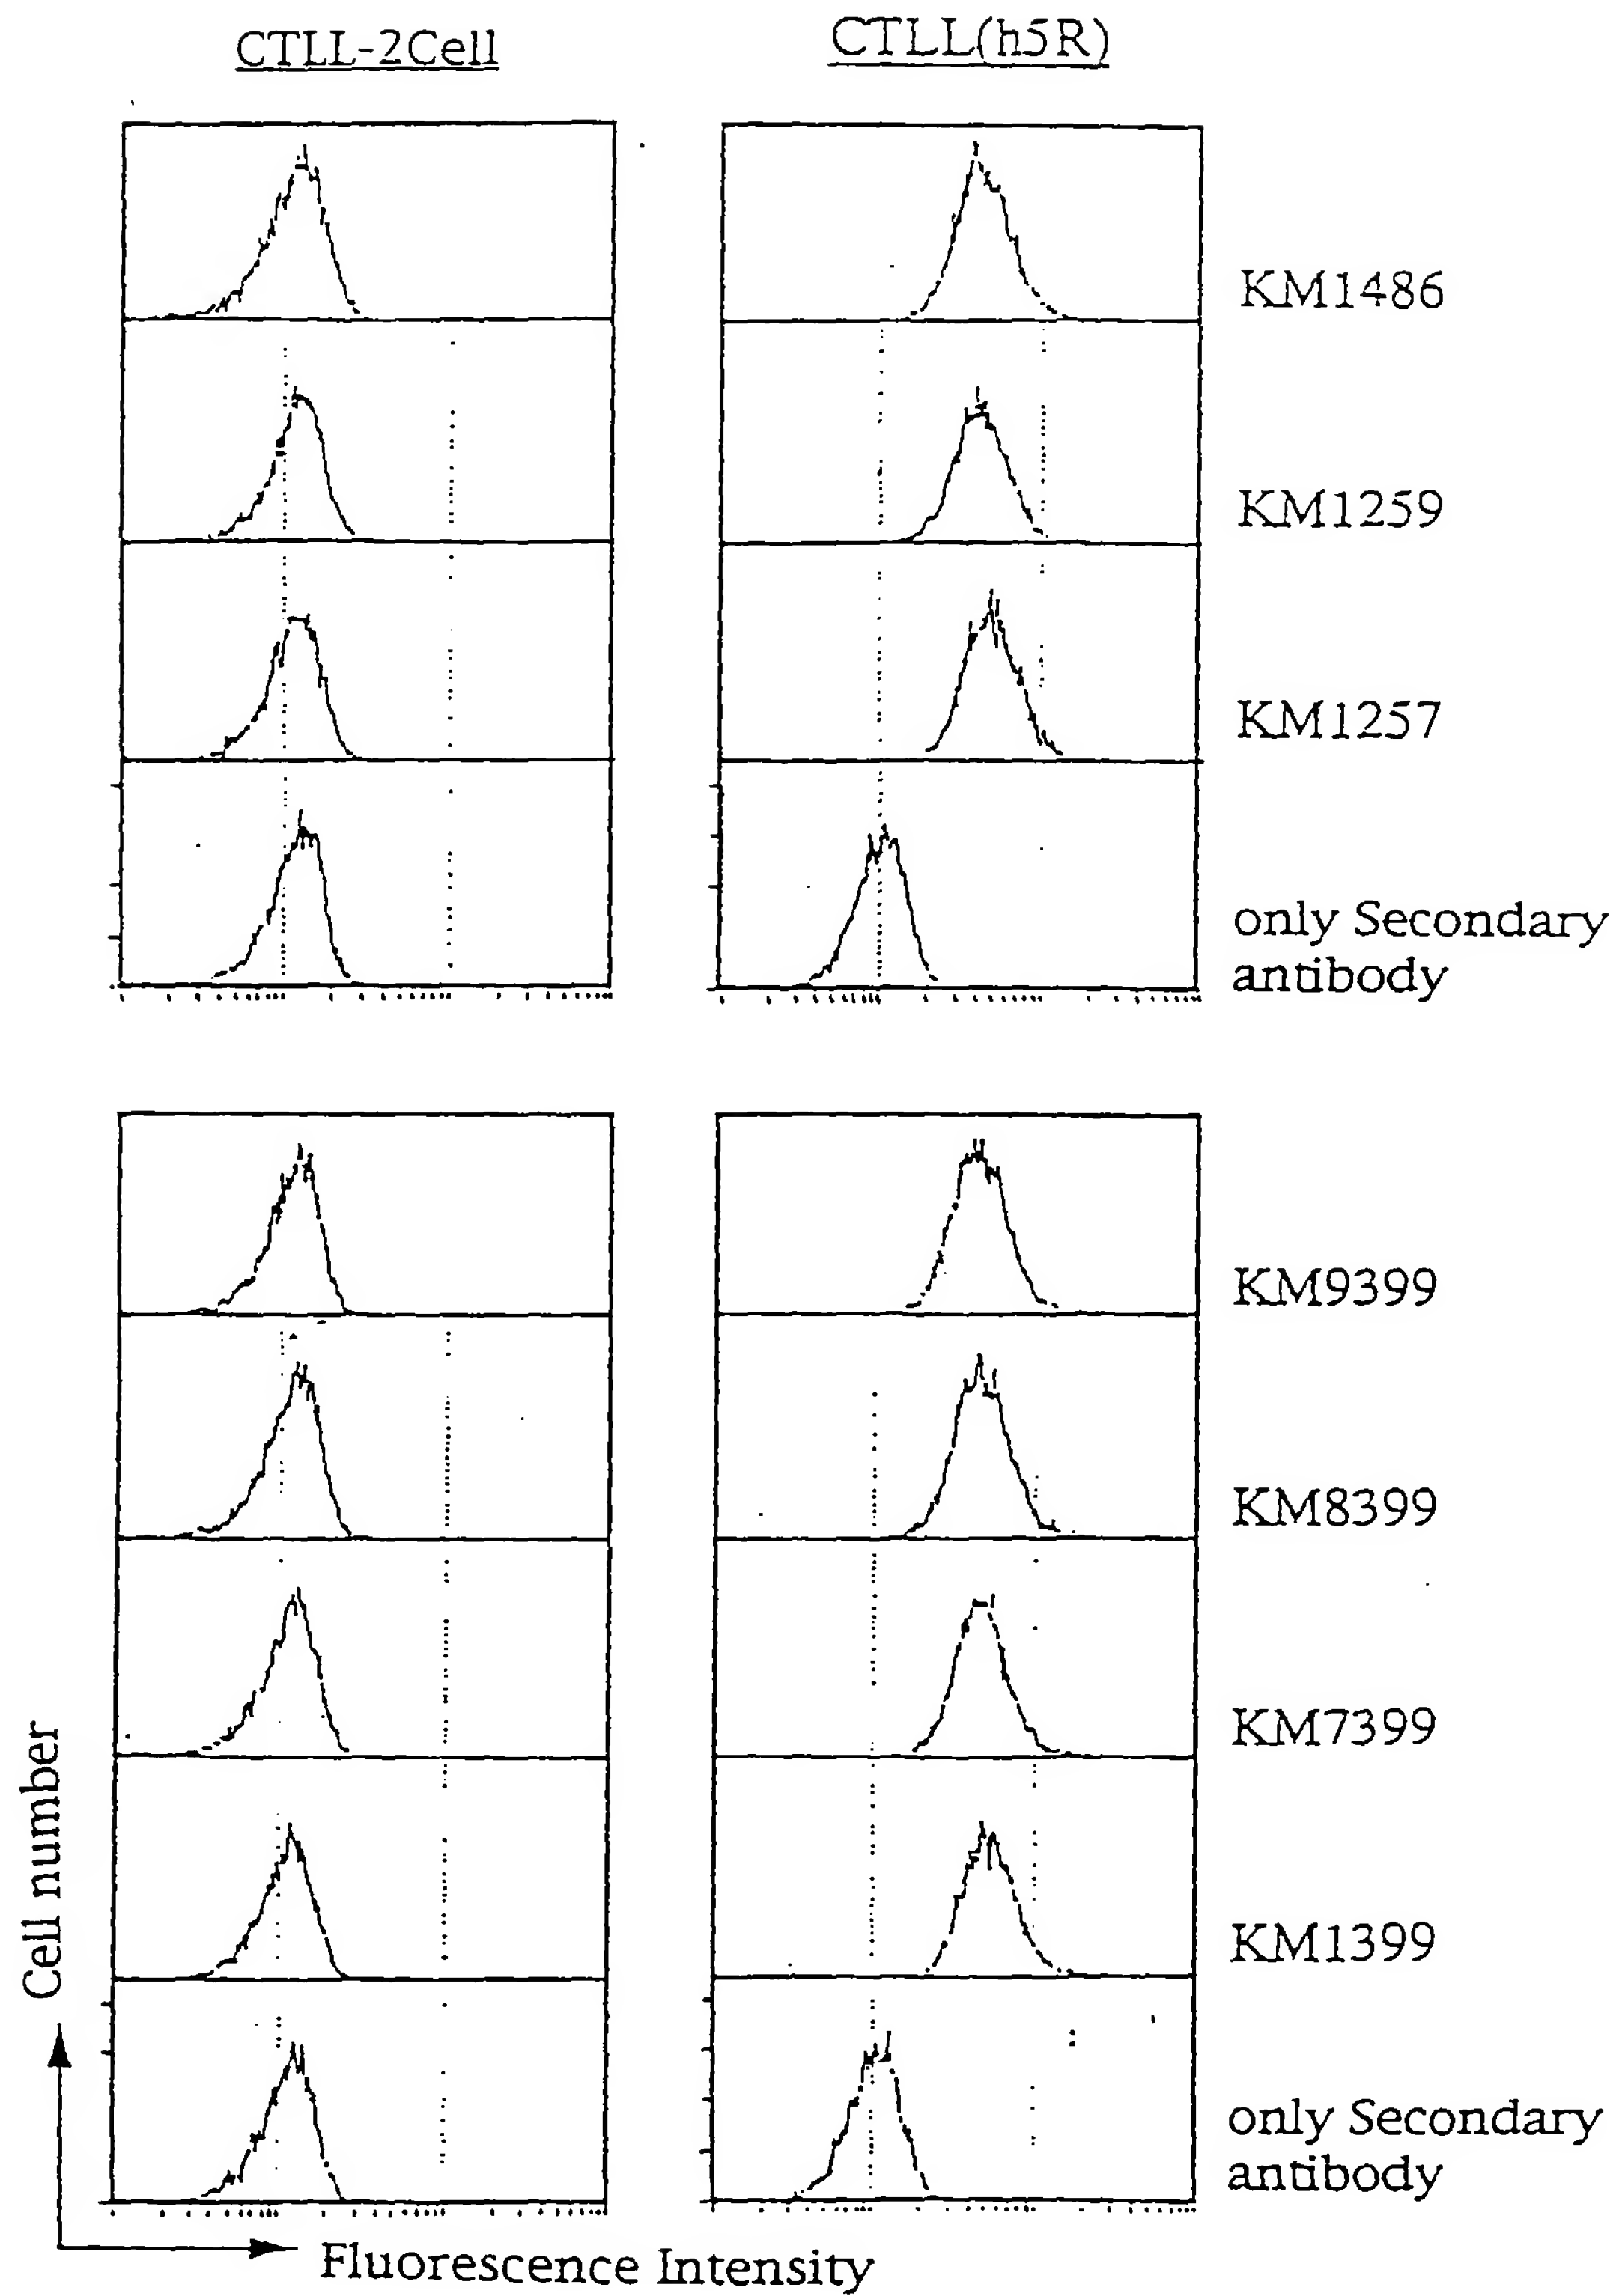 CTLL-2Cell
CTLL(h5R)
KM1486
KM1259
KM1257
only Secondary
antibody
KM9399
KM8399
KM7399
KM1399
only Secondary
antibody
Cell number
Fluorescence Intensity